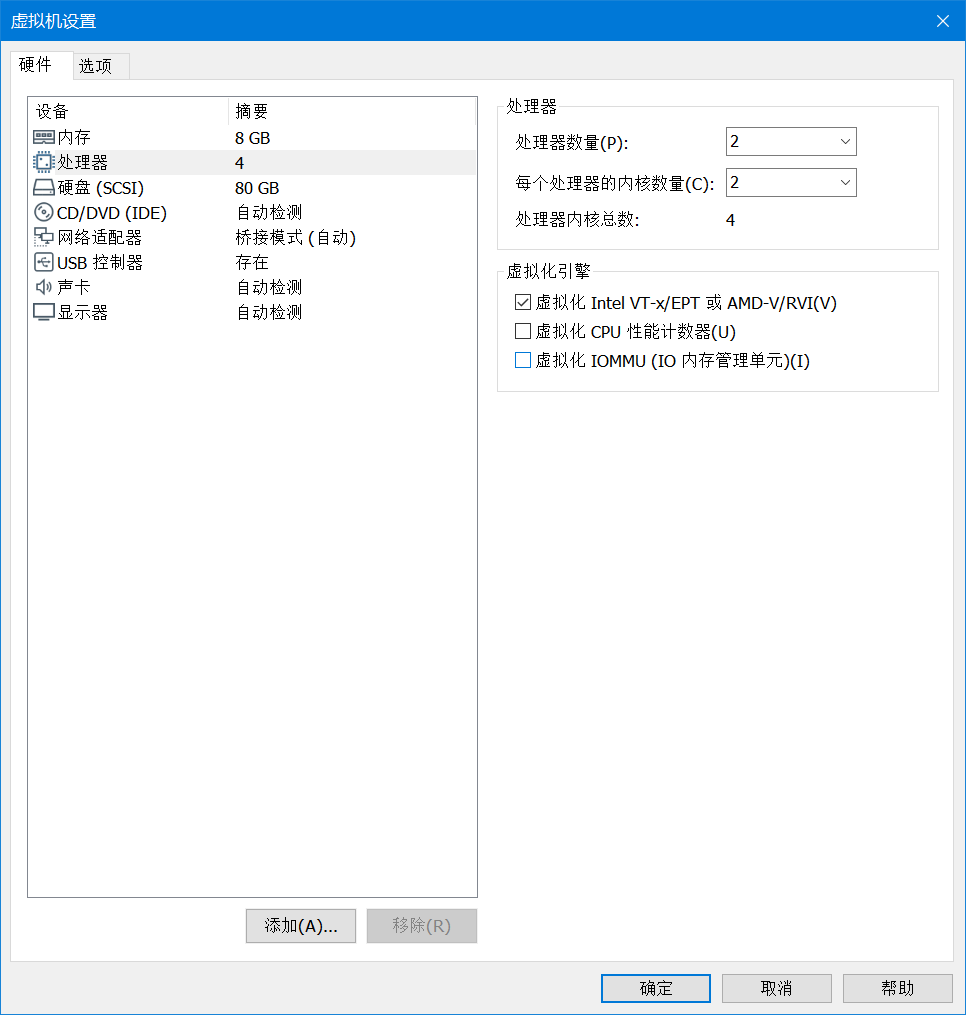 虚拟机设置
硬件 选项
设备 摘要
内存 8 GB
处理器 4
硬盘 (SCSI) 80 GB
CD/DVD (IDE) 自动检测
网络适配器 桥接模式 (自动)
USB 控制器 存在
声卡 自动检测
显示器 自动检测
添加(A)... 移除(R)
处理器
处理器数量(P): 2
每个处理器的内核数量(C): 2
处理器内核总数: 4
虚拟化引擎
虚拟化 Intel VT-x/EPT 或 AMD-V/RVI(V)
虚拟化 CPU 性能计数器(U)
虚拟化 IOMMU (IO 内存管理单元)(I)
确定 取消 帮助